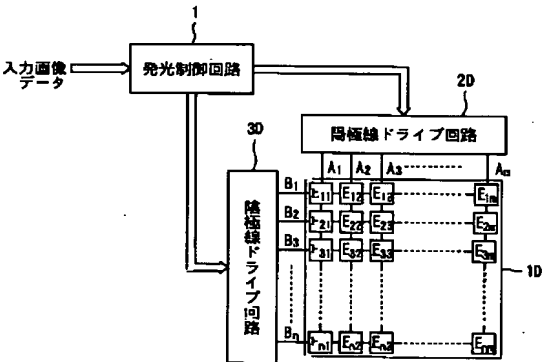 1
入力画像
データ
発光制御回路
20
陽極線ドライブ回路
30
A1 A2 A3 Am
陰極線ドライブ回路
B1 E11 E12 E13 E1m
B2 E21 E22 E23 E2m
B3 E31 E32 E33 E3m
10
Bn En1 En2 En3 Enm